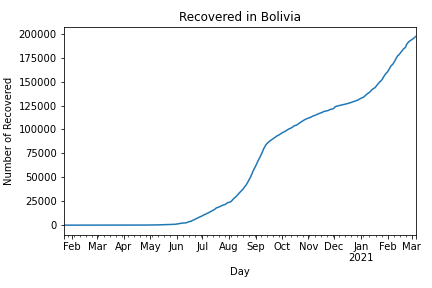 Recovered in Bolivia
Number of Recovered
200000
175000
150000
125000
100000
75000
50000
25000
0
Feb Mar Apr May Jun Jul Aug Sep Oct Nov Dec Jan Feb Mar
2021
Day